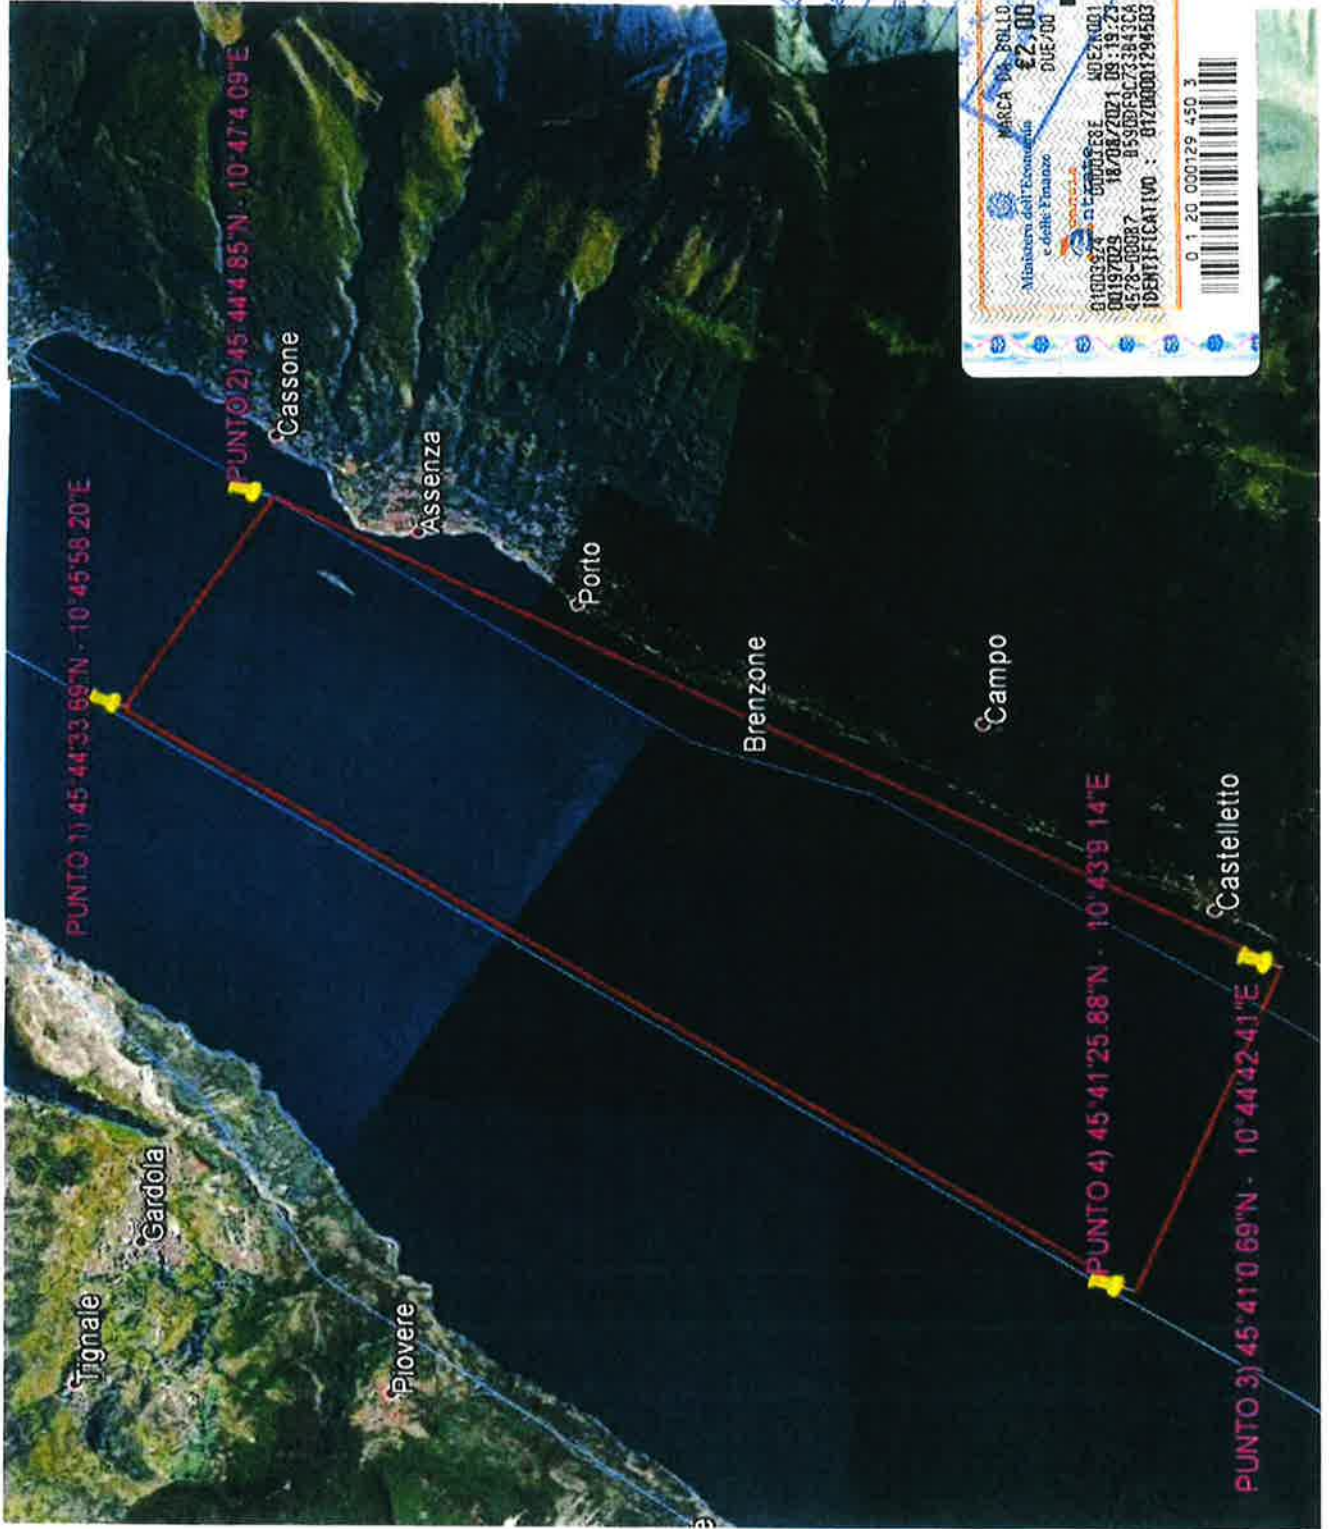 PUNTO 1) 45°44'33.69"N - 10°45'58.20"E
PUNTO 2) 45°44'4.85"N - 10°47'4.09"E
Cassone
Assenza
Porto
Brenzone
Campo
Castelletto
Tignale
Gardola
Piovere
PUNTO 4) 45°41'25.88"N - 10°43'9.14"E
PUNTO 3) 45°41'0.69"N - 10°44'42.41"E
Ministero dell'Economia
e delle Finanze
MARCA DA BOLLO
€2,00
DUE/00
entrate
00197029 18/08/2021 09:19:23
IDENTIFICATIVO : 01200001294503
0 1 20 000129 450 3